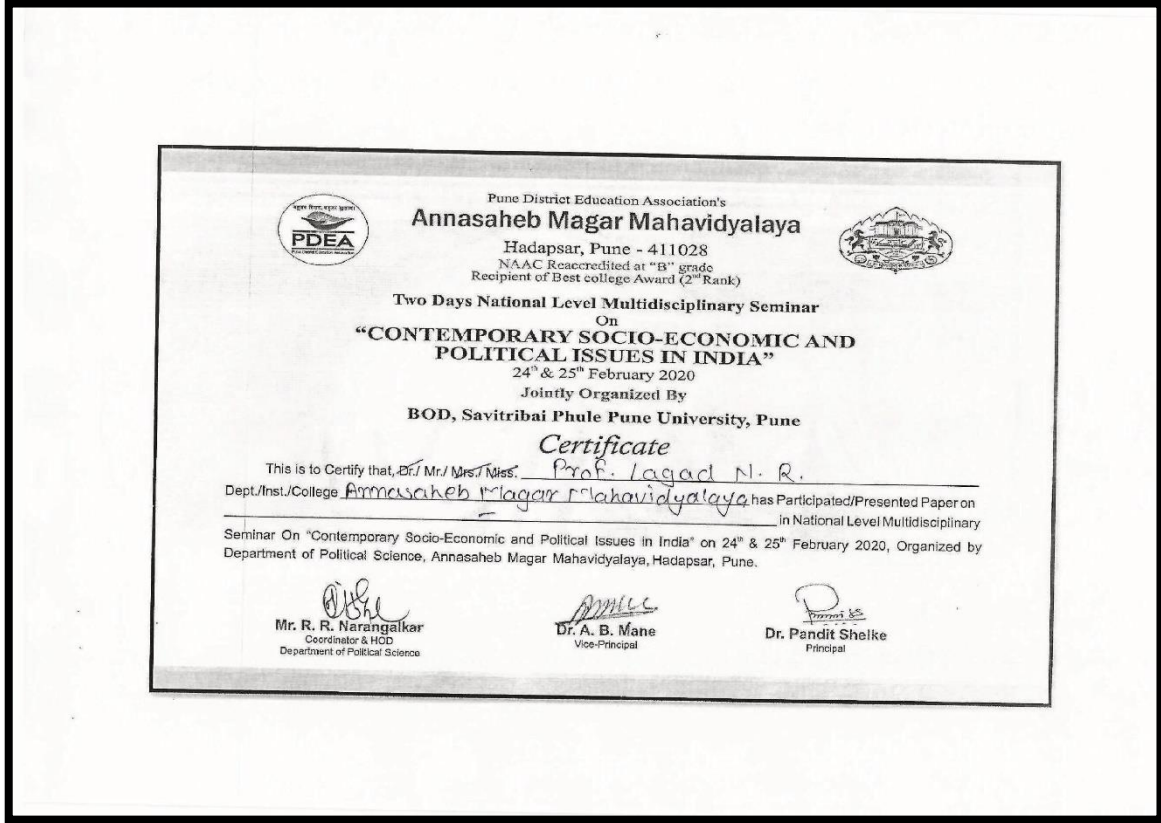 Pune District Education Association's
Annasaheb Magar Mahavidyalaya
PDEA
Hadapsar, Pune - 411028
NAAC Reaccredited at "B" grade
Recipient of Best college Award (2nd Rank)
Two Days National Level Multidisciplinary Seminar
On
"CONTEMPORARY SOCIO-ECONOMIC AND
POLITICAL ISSUES IN INDIA"
24th & 25th February 2020
Jointly Organized By
BOD, Savitribai Phule Pune University, Pune
Certificate
This is to Certify that, Dr./ Mr./ Mrs./ Miss. Prof. Lagad N. R.
Dept./Inst./College Annasaheb Magar Mahavidyalaya has Participated/Presented Paper on
in National Level Multidisciplinary
Seminar On "Contemporary Socio-Economic and Political Issues in India" on 24th & 25th February 2020, Organized by
Department of Political Science, Annasaheb Magar Mahavidyalaya, Hadapsar, Pune.
Mr. R. R. Narangalkar
Coordinator & HOD
Department of Political Science
Dr. A. B. Mane
Vice-Principal
Dr. Pandit Shelke
Principal